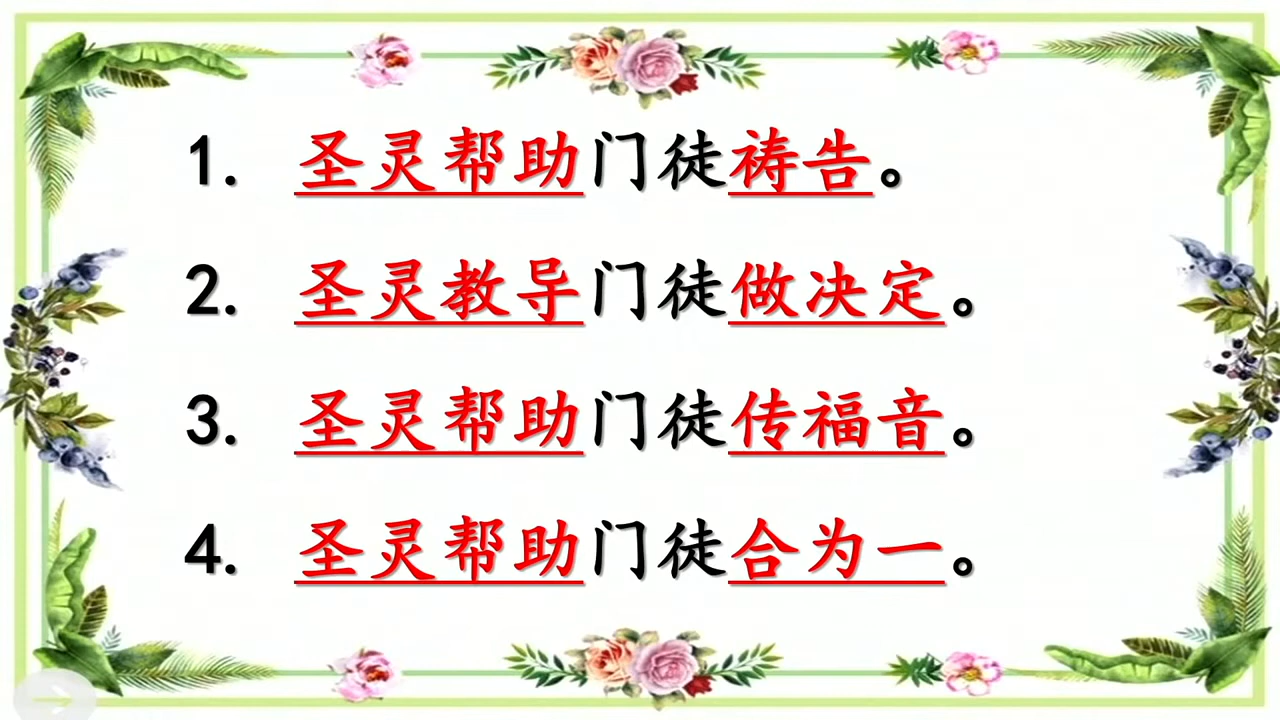 1. 圣灵帮助门徒祷告。
2. 圣灵教导门徒做决定。
3. 圣灵帮助门徒传福音。
4. 圣灵帮助门徒合为一。